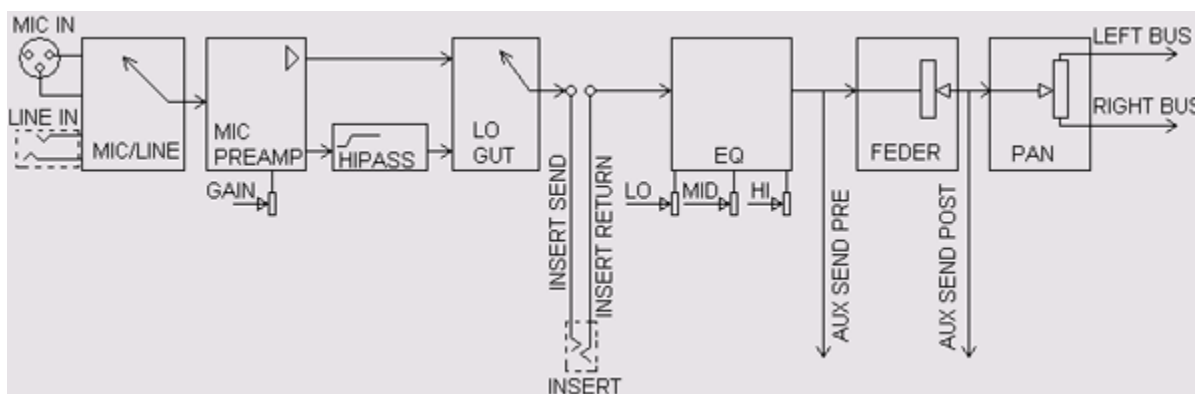 MIC IN
LINE IN
MIC/LINE
MIC
PREAMP
GAIN
HIPASS
LO
GUT
INSERT SEND
INSERT RETURN
INSERT
EQ
LO
MID
HI
AUX SEND PRE
FEDER
AUX SEND POST
PAN
LEFT BUS
RIGHT BUS